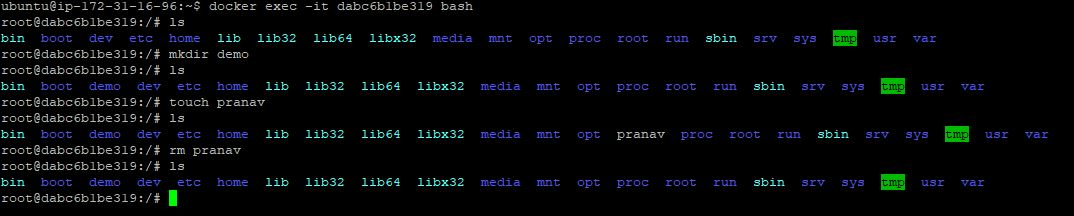 ubuntu@ip-172-31-16-96:~$ docker exec -it dabc6b1be319 bash
root@dabc6b1be319:/# ls
bin boot dev etc home lib lib32 lib64 libx32 media mnt opt proc root run sbin srv sys tmp usr var
root@dabc6b1be319:/# mkdir demo
root@dabc6b1be319:/# ls
bin boot demo dev etc home lib lib32 lib64 libx32 media mnt opt proc root run sbin srv sys tmp usr var
root@dabc6b1be319:/# touch pranav
root@dabc6b1be319:/# ls
bin boot demo dev etc home lib lib32 lib64 libx32 media mnt opt pranav proc root run sbin srv sys tmp usr var
root@dabc6b1be319:/# rm pranav
root@dabc6b1be319:/# ls
bin boot demo dev etc home lib lib32 lib64 libx32 media mnt opt proc root run sbin srv sys tmp usr var
root@dabc6b1be319:/#